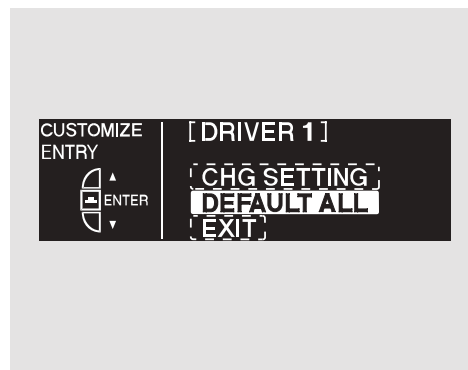 CUSTOMIZE
ENTRY
ENTER
[DRIVER 1]
CHG SETTING
DEFAULT ALL
EXIT